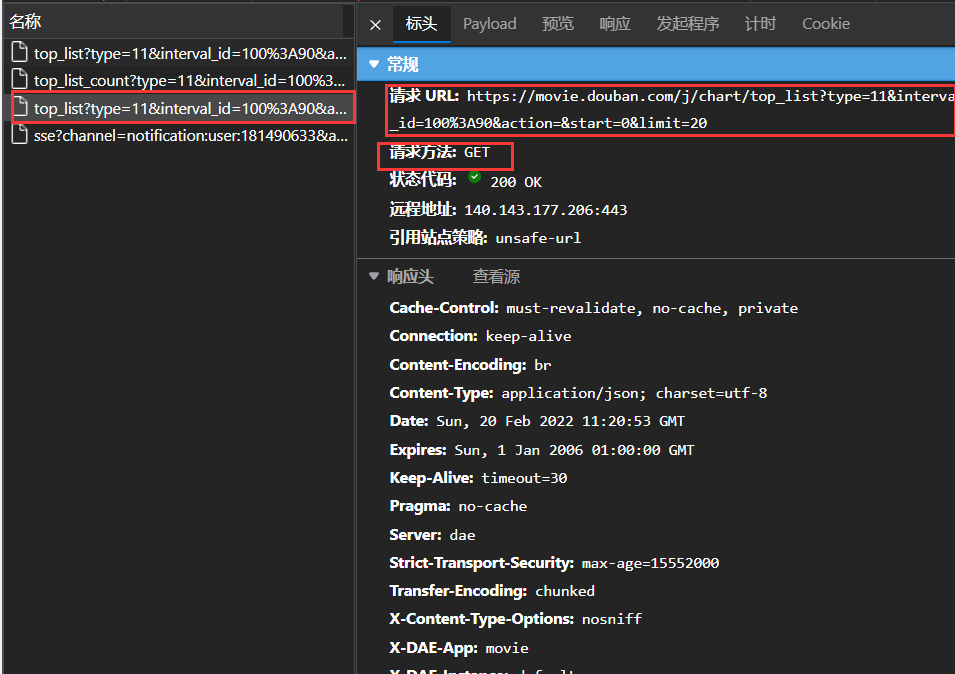 名称
top_list?type=11&interval_id=100%3A90&a...
top_list_count?type=11&interval_id=100%3...
top_list?type=11&interval_id=100%3A90&a...
sse?channel=notification:user:181490633&a...
标头 Payload 预览 响应 发起程序 计时 Cookie
常规
请求 URL: https://movie.douban.com/j/chart/top_list?type=11&interva
_id=100%3A90&action=&start=0&limit=20
请求方法: GET
状态代码: 200 OK
远程地址: 140.143.177.206:443
引用站点策略: unsafe-url
响应头 查看源
Cache-Control: must-revalidate, no-cache, private
Connection: keep-alive
Content-Encoding: br
Content-Type: application/json; charset=utf-8
Date: Sun, 20 Feb 2022 11:20:53 GMT
Expires: Sun, 1 Jan 2006 01:00:00 GMT
Keep-Alive: timeout=30
Pragma: no-cache
Server: dae
Strict-Transport-Security: max-age=15552000
Transfer-Encoding: chunked
X-Content-Type-Options: nosniff
X-DAE-App: movie
X-DAE-Instance: default